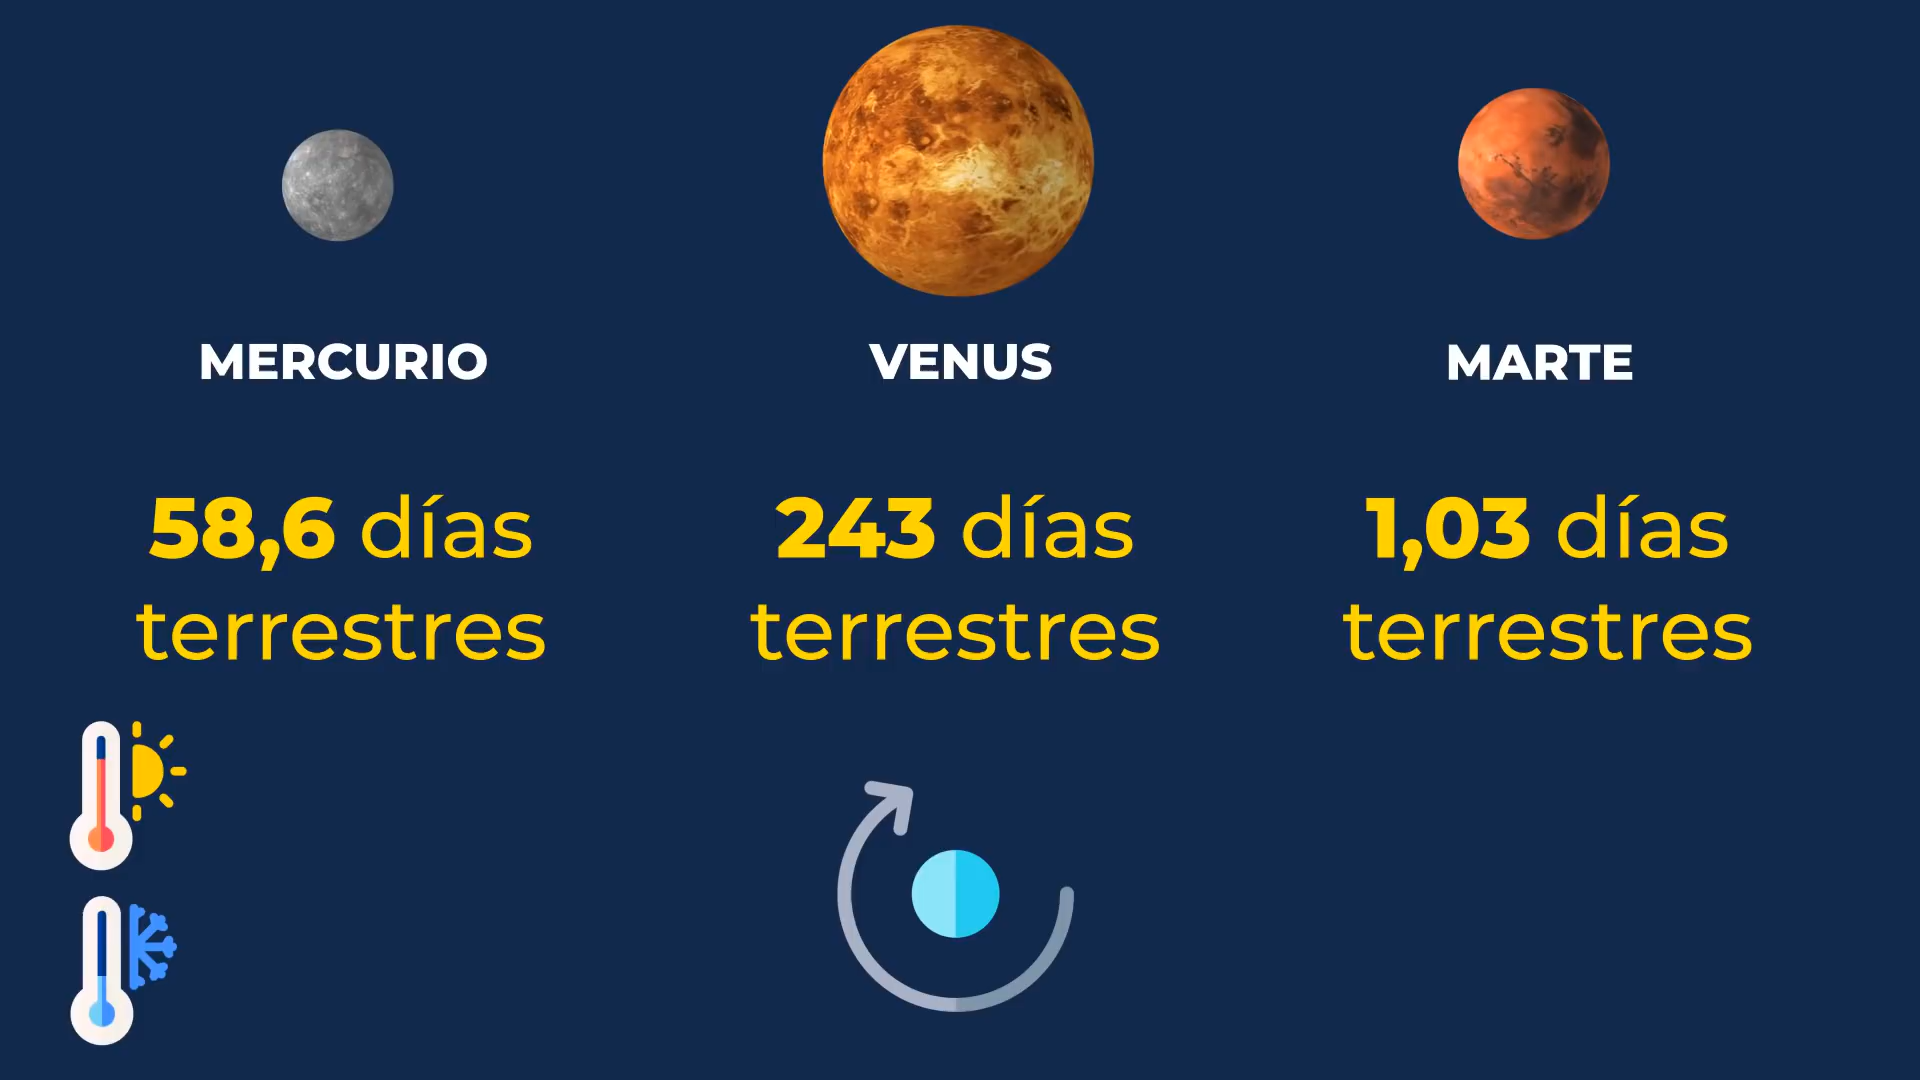 MERCURIO
VENUS
MARTE
58,6 días
terrestres
243 días
terrestres
1,03 días
terrestres